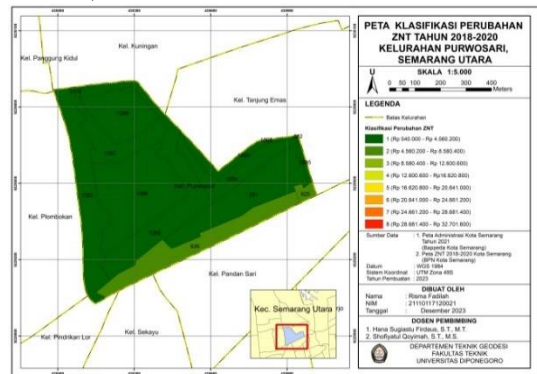 PETA KLASIFIKASI PERUBAHAN
ZNT TAHUN 2018-2020
KELURAHAN PURWOSARI,
SEMARANG UTARA
U
SKALA 1:5.000
0 50 100 200 300 400
Meters
LEGENDA
Batas Kelurahan
Klasifikasi Perubahan ZNT
1 (Rp 540.000 - Rp 4.560.200)
2 (Rp 4.560.200 - Rp 8.580.400)
3 (Rp 8.580.400 - Rp 12.600.600)
4 (Rp 12.600.600 - Rp16.620.800)
5 (Rp 16.620.800 - Rp 20.641.000)
6 (Rp 20.641.000 - Rp 24.661.200)
7 (Rp 24.661.200 - Rp 28.681.400)
8 (Rp 28.681.400 - Rp 32.701.600)
Sumber Data : 1. Peta Administrasi Kota Semarang
Tahun 2021
(Bappeda Kota Semarang)
2. Peta ZNT 2018-2020 Kota Semarang
(BPN Kota Semarang)
Datum : WGS 1984
Sistem Koordinat : UTM Zona 49S
Tahun Pembuatan : 2023
DIBUAT OLEH
Nama : Risma Fadilah
NIM : 21110117120021
Tanggal : Desember 2023
DOSEN PEMBIMBING
1. Hana Sugiastu Firdaus, S.T., M.T.
2. Shofiyatul Qoyimah, S.T., M.S.
DEPARTEMEN TEKNIK GEODESI
FAKULTAS TEKNIK
UNIVERSITAS DIPONEGORO
Kel. Kuningan
Kel. Panggung Kidul
Kel. Tanjung Emas
Kel. Purwosari
Kel. Plombokan
Kel. Pandan Sari
Kel. Pindrikan Lor
Kel. Sekayu
Kec. Semarang Utara